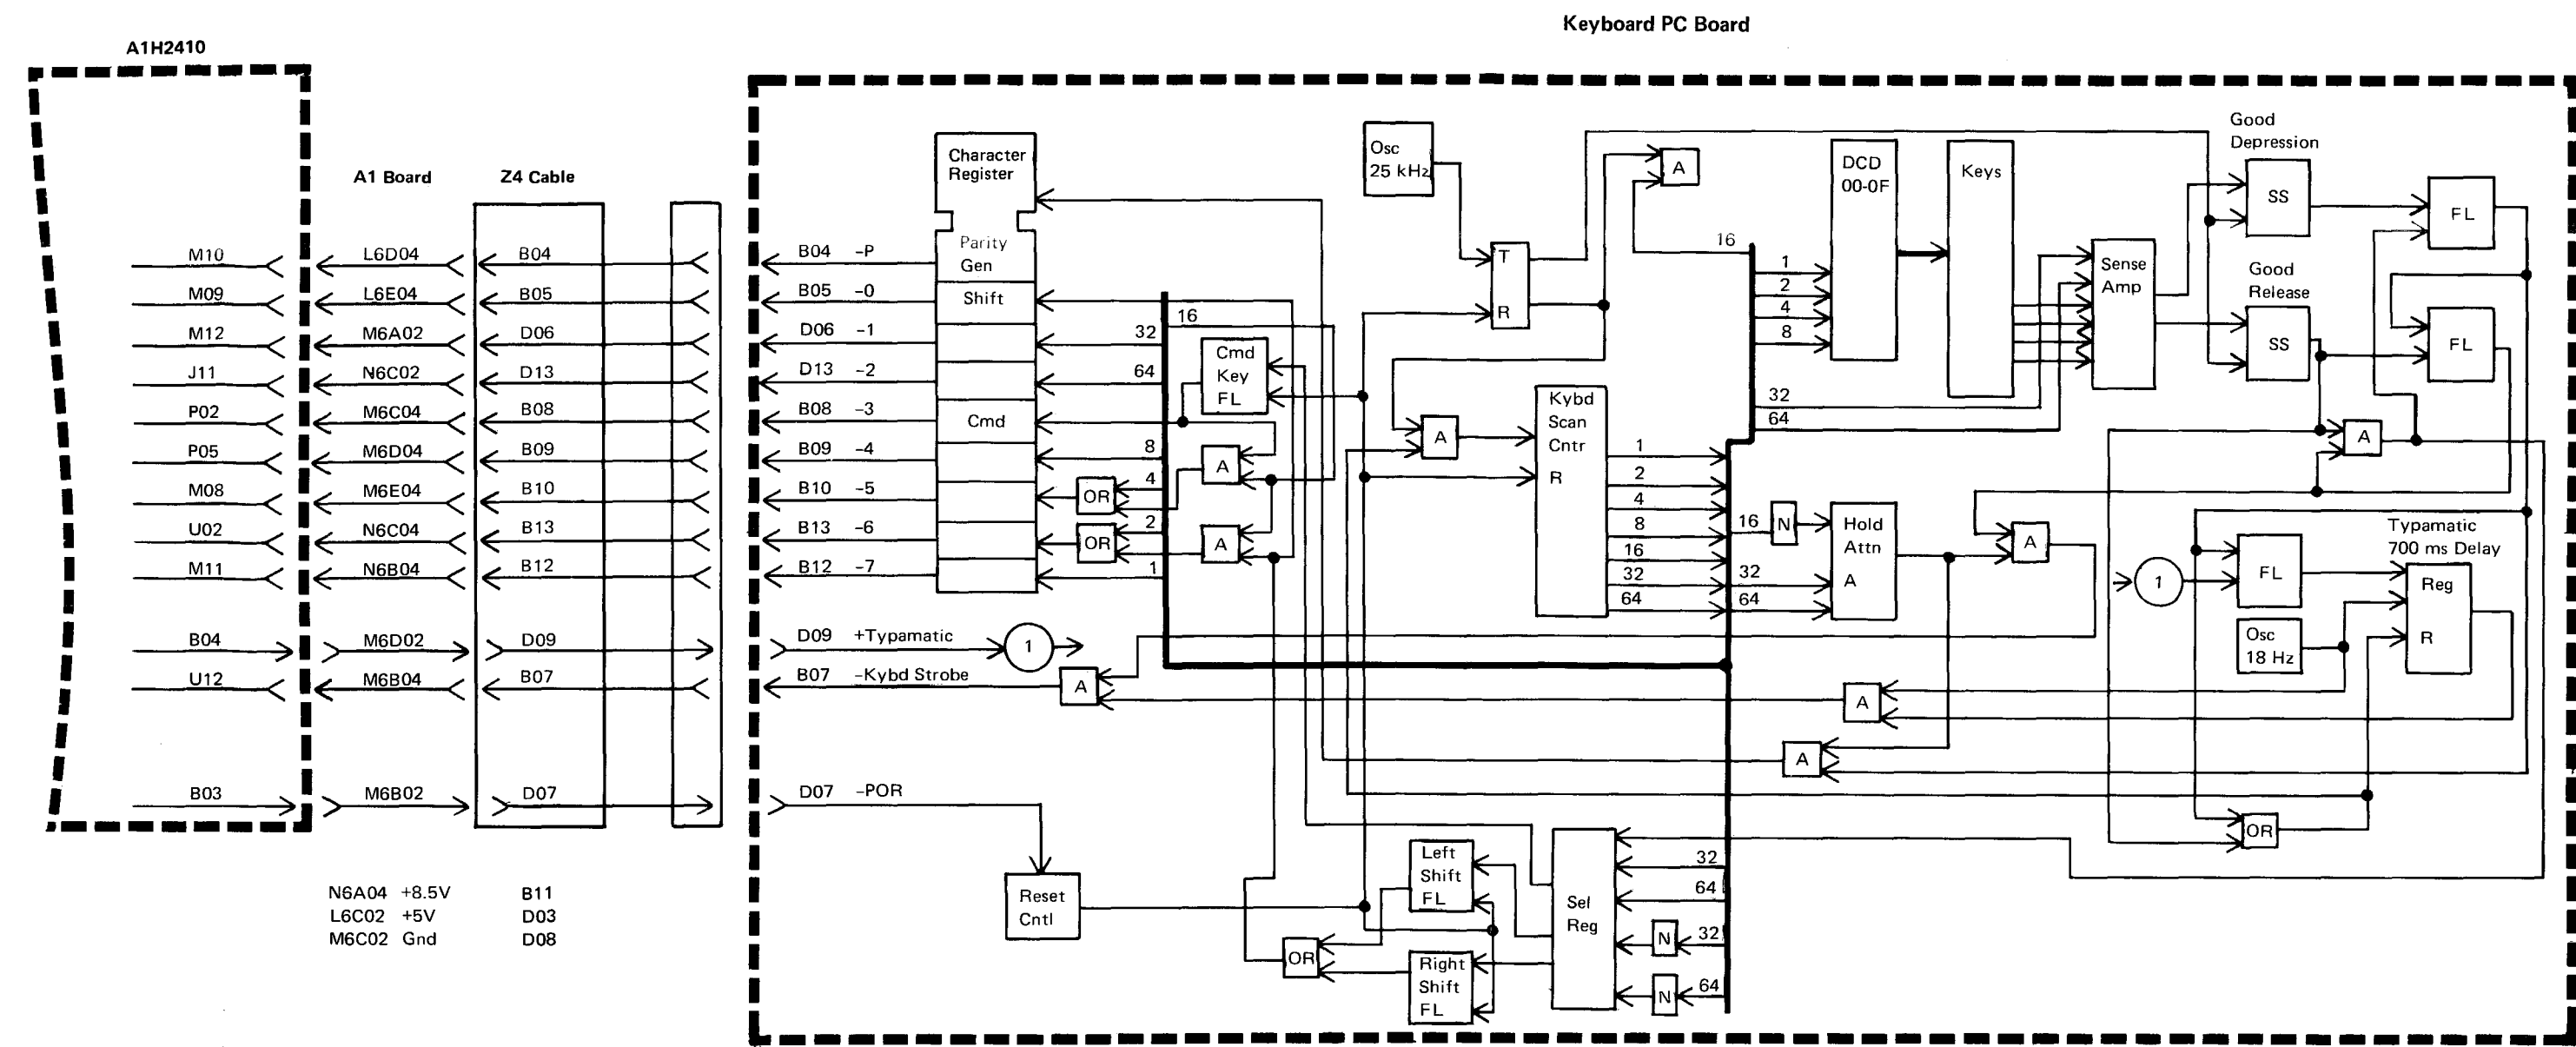 Keyboard PC Board
A1H2410
A1 Board
Z4 Cable
M10
L6D04
B04
B04 -P
M09
L6E04
B05
B05 -0
M12
M6A02
D06
D06 -1
J11
N6C02
D13
D13 -2
P02
M6C04
B08
B08 -3
P05
M6D04
B09
B09 -4
M08
M6E04
B10
B10 -5
U02
N6C04
B13
B13 -6
M11
N6B04
B12
B12 -7
B04
M6D02
D09
D09 +Typamatic
1
U12
M6B04
B07
B07 -Kybd Strobe
A
B03
M6B02
D07
D07 -POR
N6A04 +8.5V B11
L6C02 +5V D03
M6C02 Gnd D08
Character
Register
Parity
Gen
Shift
Cmd
16
32
64
8
4
2
1
Cmd
Key
FL
A
A
OR
OR
Reset
Cntl
Osc
25 kHz
T
R
A
A
16
1
2
4
8
32
64
DCD
00-0F
Keys
Sense
Amp
Good
Depression
SS
FL
Good
Release
SS
FL
A
Kybd
Scan
Cntr
R
1
2
4
8
16
32
64
16
N
32
64
Hold
Attn
A
A
1
FL
Osc
18 Hz
Typamatic
700 ms Delay
Reg
R
A
A
OR
Left
Shift
FL
Right
Shift
FL
OR
Sel
Reg
32
64
N
32
N
64